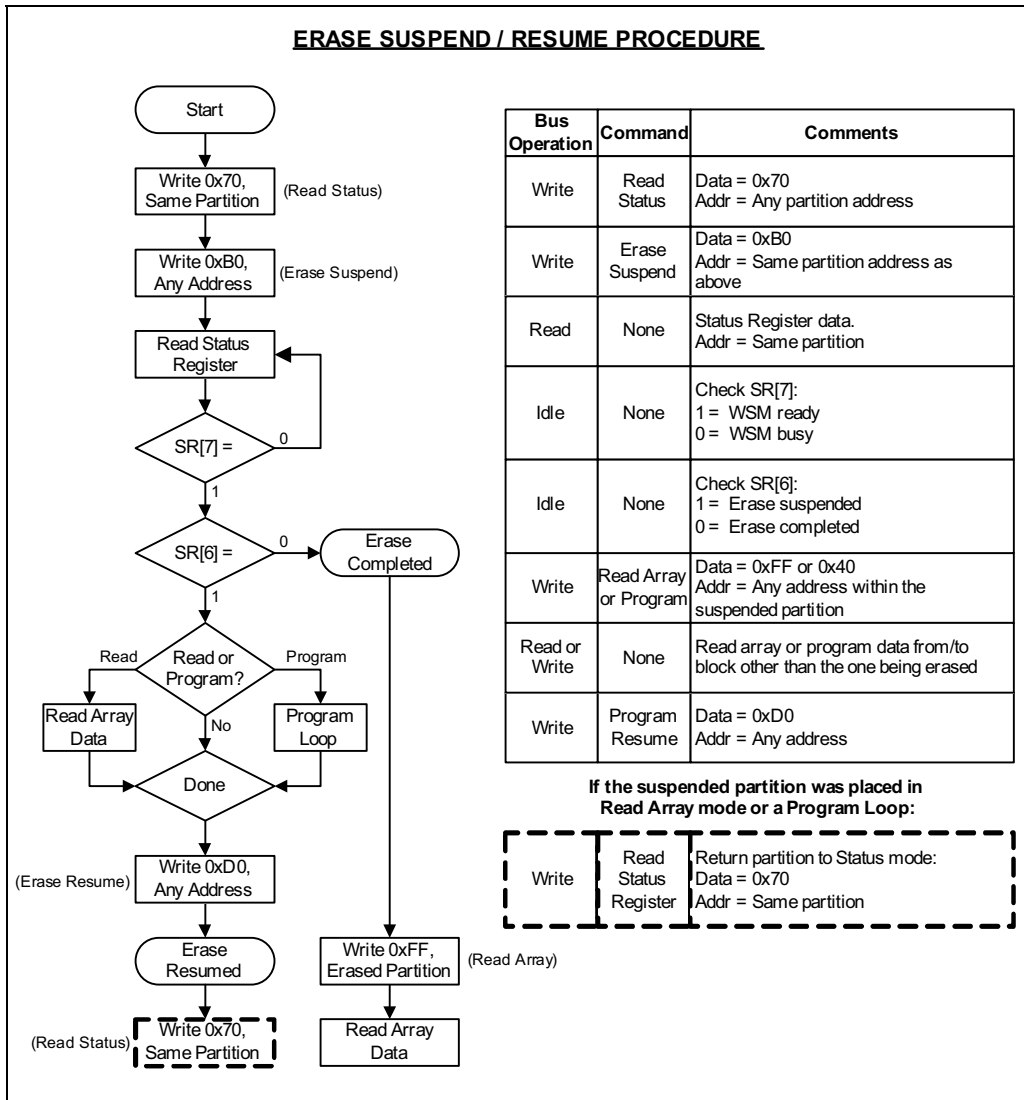 ERASE SUSPEND / RESUME PROCEDURE
Start
Write 0x70,
Same Partition
(Read Status)
Write 0xB0,
Any Address
(Erase Suspend)
Read Status
Register
SR[7] =
0
1
SR[6] =
0
Erase
Completed
1
Read
Read or
Program?
Program
Read Array
Data
No
Program
Loop
Done
(Erase Resume)
Write 0xD0,
Any Address
Erase
Resumed
(Read Status)
Write 0x70,
Same Partition
Write 0xFF,
Erased Partition
(Read Array)
Read Array
Data
Bus
Operation
Command
Comments
Write
Read
Status
Data = 0x70
Addr = Any partition address
Write
Erase
Suspend
Data = 0xB0
Addr = Same partition address as
above
Read
None
Status Register data.
Addr = Same partition
Idle
None
Check SR[7]:
1 = WSM ready
0 = WSM busy
Idle
None
Check SR[6]:
1 = Erase suspended
0 = Erase completed
Write
Read Array
or Program
Data = 0xFF or 0x40
Addr = Any address within the
suspended partition
Read or
Write
None
Read array or program data from/to
block other than the one being erased
Write
Program
Resume
Data = 0xD0
Addr = Any address
If the suspended partition was placed in
Read Array mode or a Program Loop:
Write
Read
Status
Register
Return partition to Status mode:
Data = 0x70
Addr = Same partition